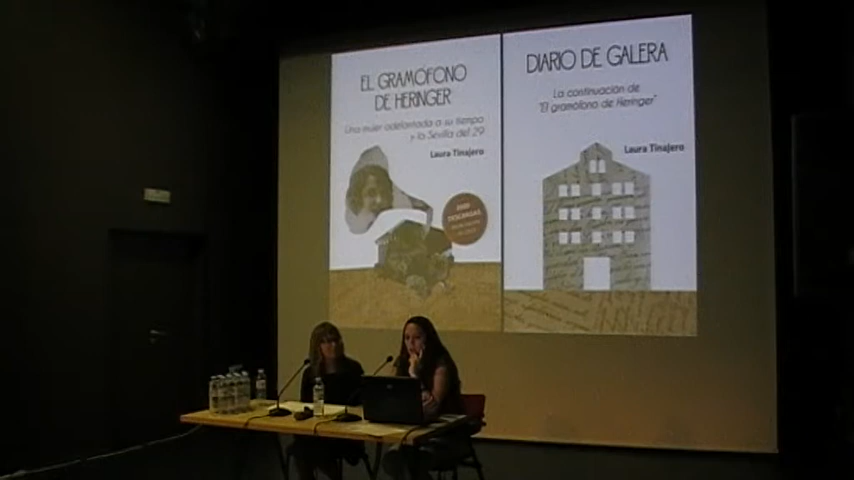 EL GRAMÓFONO
DE HERINGER
Una mujer adelantada a su tiempo
y la Sevilla del 29
Laura Tinajero
DESCARGAS
DIARIO DE GALERA
La continuación de
"El gramófono de Heringer"
Laura Tinajero